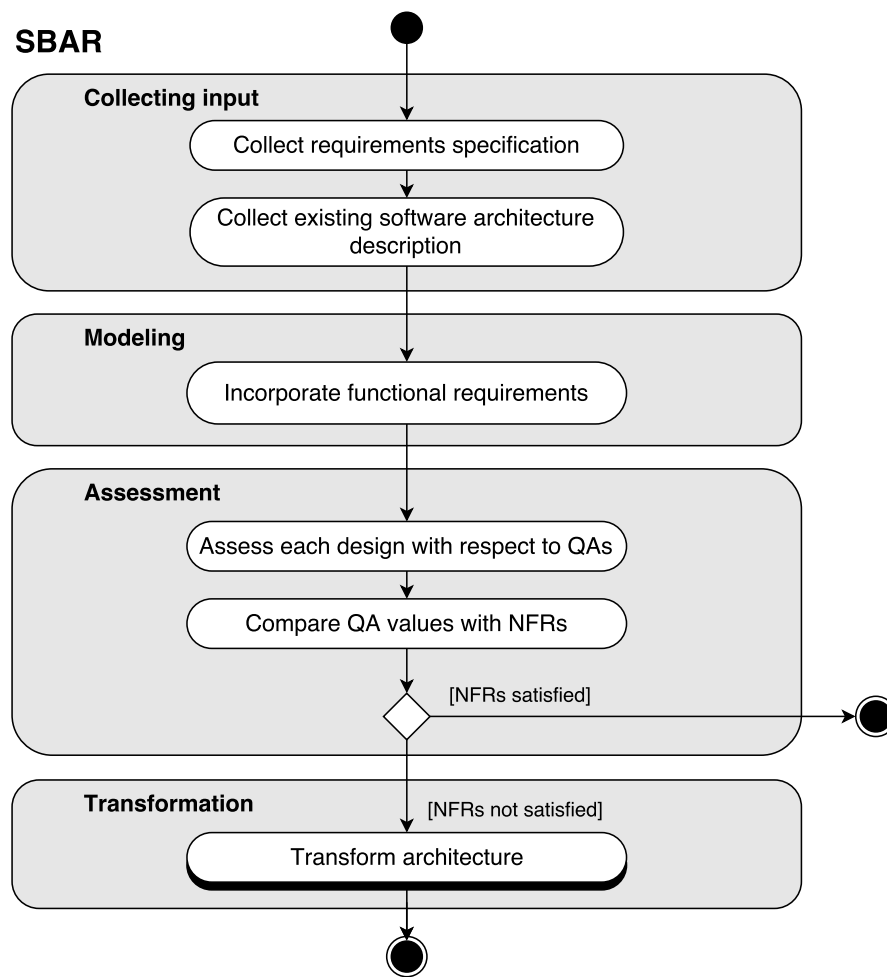 SBAR
Collecting input
Collect requirements specification
Collect existing software architecture
description
Modeling
Incorporate functional requirements
Assessment
Assess each design with respect to QAs
Compare QA values with NFRs
[NFRs satisfied]
Transformation
[NFRs not satisfied]
Transform architecture